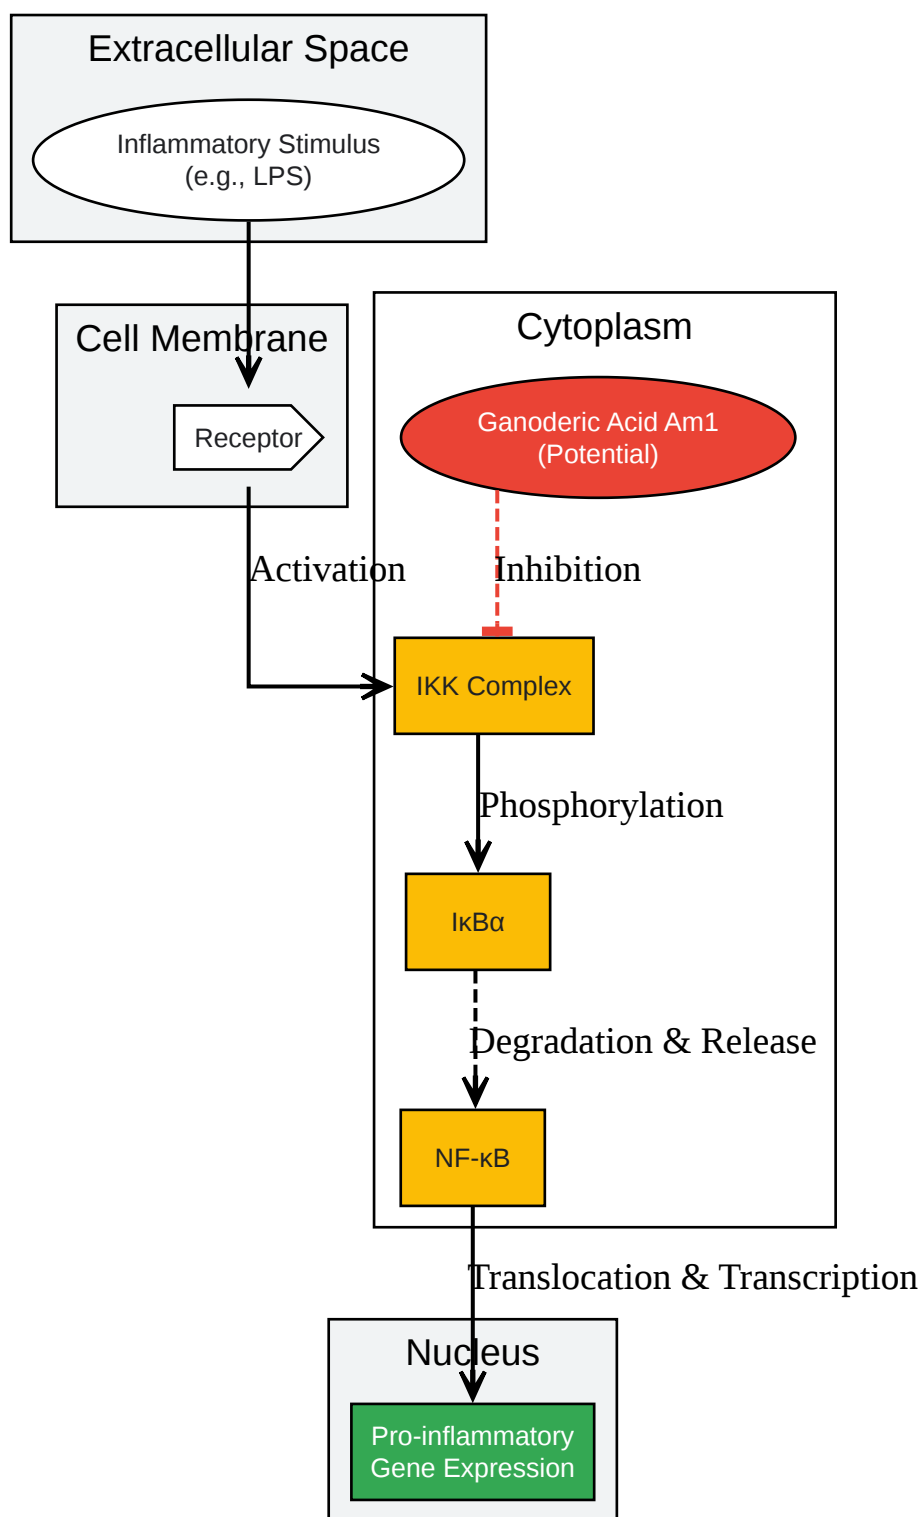 Extracellular Space
Inflammatory Stimulus
(e.g., LPS)
Cell Membrane
Receptor
Cytoplasm
Ganoderic Acid Am1
(Potential)
Activation
Inhibition
IKK Complex
Phosphorylation
IκBα
Degradation & Release
NF-κB
Translocation & Transcription
Nucleus
Pro-inflammatory
Gene Expression